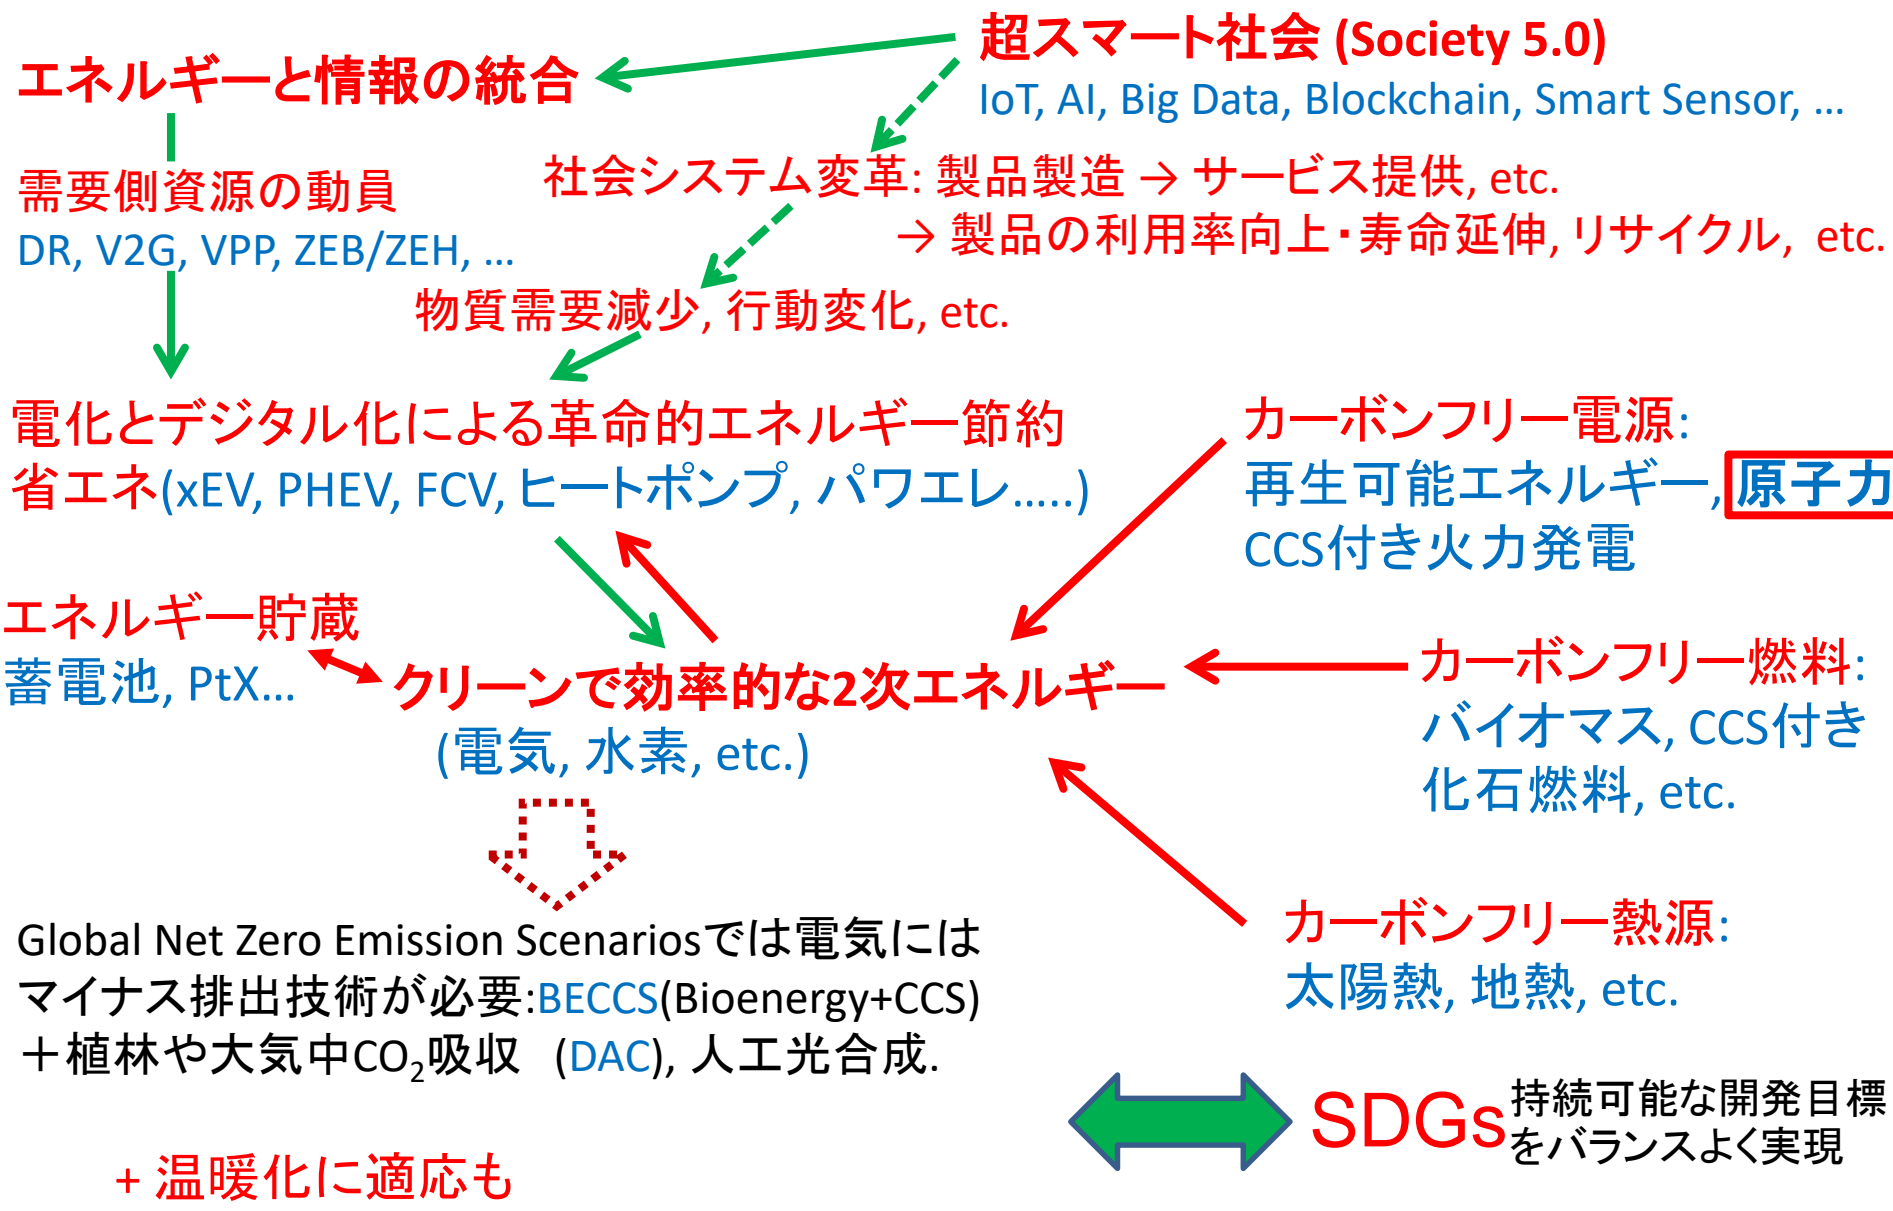 超スマート社会 (Society 5.0)
エネルギーと情報の統合
IoT, AI, Big Data, Blockchain, Smart Sensor, ...
社会システム変革: 製品製造 → サービス提供, etc.
→ 製品の利用率向上・寿命延伸, リサイクル, etc.
需要側資源の動員
DR, V2G, VPP, ZEB/ZEH, ...
物質需要減少, 行動変化, etc.
電化とデジタル化による革命的エネルギー節約
省エネ(xEV, PHEV, FCV, ヒートポンプ, パワエレ.....)
カーボンフリー電源:
再生可能エネルギー, 原子力
CCS付き火力発電
エネルギー貯蔵
蓄電池, PtX...
クリーンで効率的な2次エネルギー
(電気, 水素, etc.)
カーボンフリー燃料:
バイオマス, CCS付き
化石燃料, etc.
カーボンフリー熱源:
太陽熱, 地熱, etc.
Global Net Zero Emission Scenariosでは電気には
マイナス排出技術が必要:BECCS(Bioenergy+CCS)
＋植林や大気中CO₂吸収 (DAC), 人工光合成.
SDGs 持続可能な開発目標
をバランスよく実現
+ 温暖化に適応も